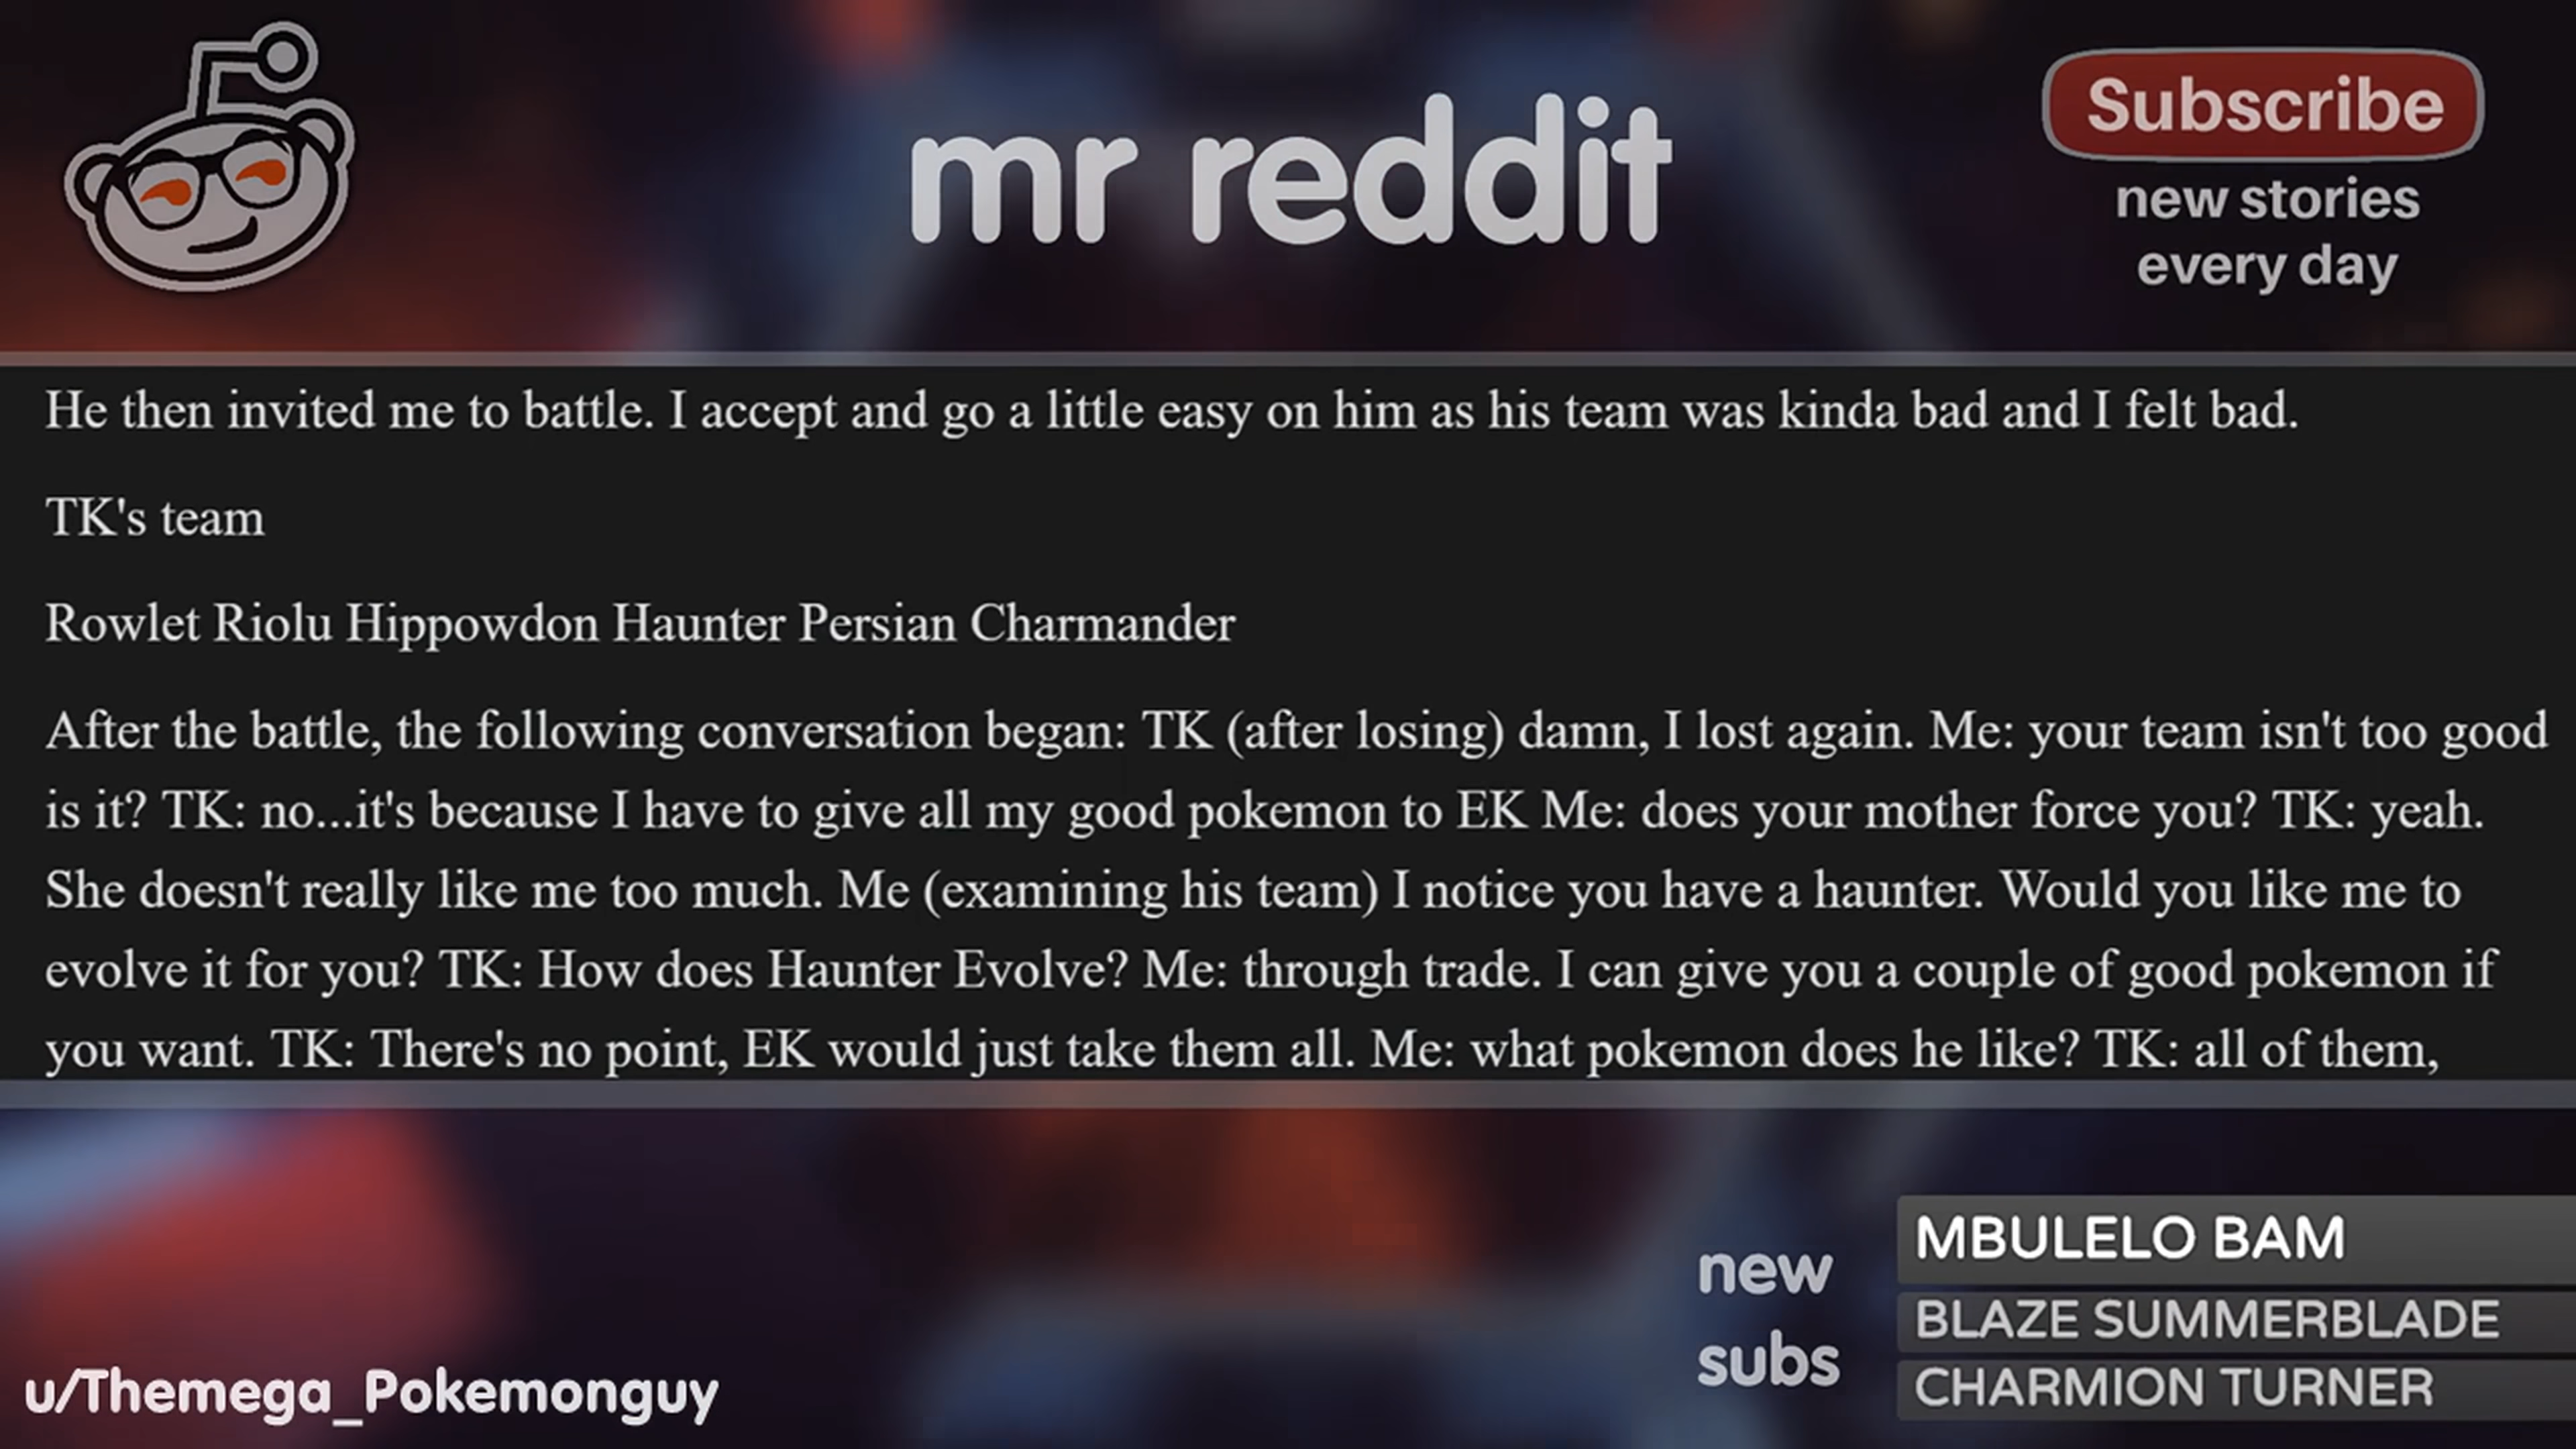 mr reddit
Subscribe
new stories
every day
He then invited me to battle. I accept and go a little easy on him as his team was kinda bad and I felt bad.
TK's team
Rowlet Riolu Hippowdon Haunter Persian Charmander
After the battle, the following conversation began: TK (after losing) damn, I lost again. Me: your team isn't too good
is it? TK: no...it's because I have to give all my good pokemon to EK Me: does your mother force you? TK: yeah.
She doesn't really like me too much. Me (examining his team) I notice you have a haunter. Would you like me to
evolve it for you? TK: How does Haunter Evolve? Me: through trade. I can give you a couple of good pokemon if
you want. TK: There's no point, EK would just take them all. Me: what pokemon does he like? TK: all of them,
new
subs
MBULELO BAM
BLAZE SUMMERBLADE
CHARMION TURNER
u/Themega_Pokemonguy